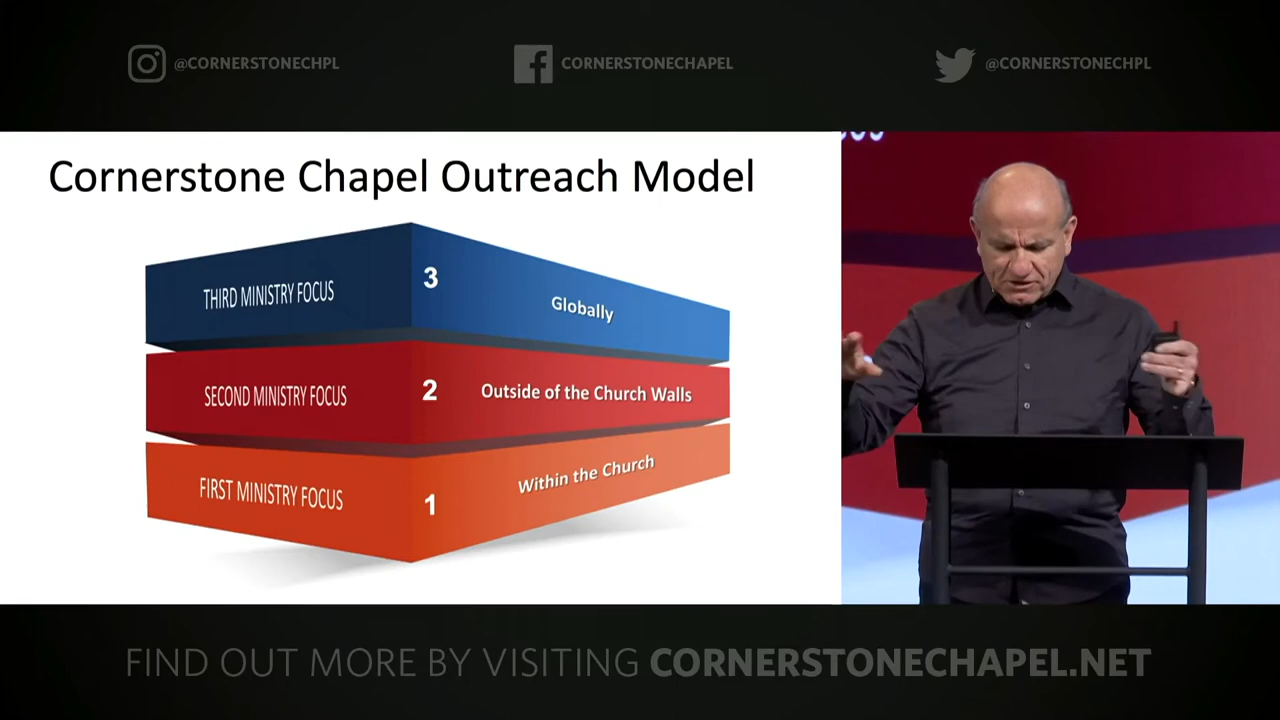 @CORNERSTONECHPL
CORNERSTONECHAPEL
@CORNERSTONECHPL
Cornerstone Chapel Outreach Model
THIRD MINISTRY FOCUS
3
Globally
SECOND MINISTRY FOCUS
2
Outside of the Church Walls
FIRST MINISTRY FOCUS
1
Within the Church
FIND OUT MORE BY VISITING CORNERSTONECHAPEL.NET